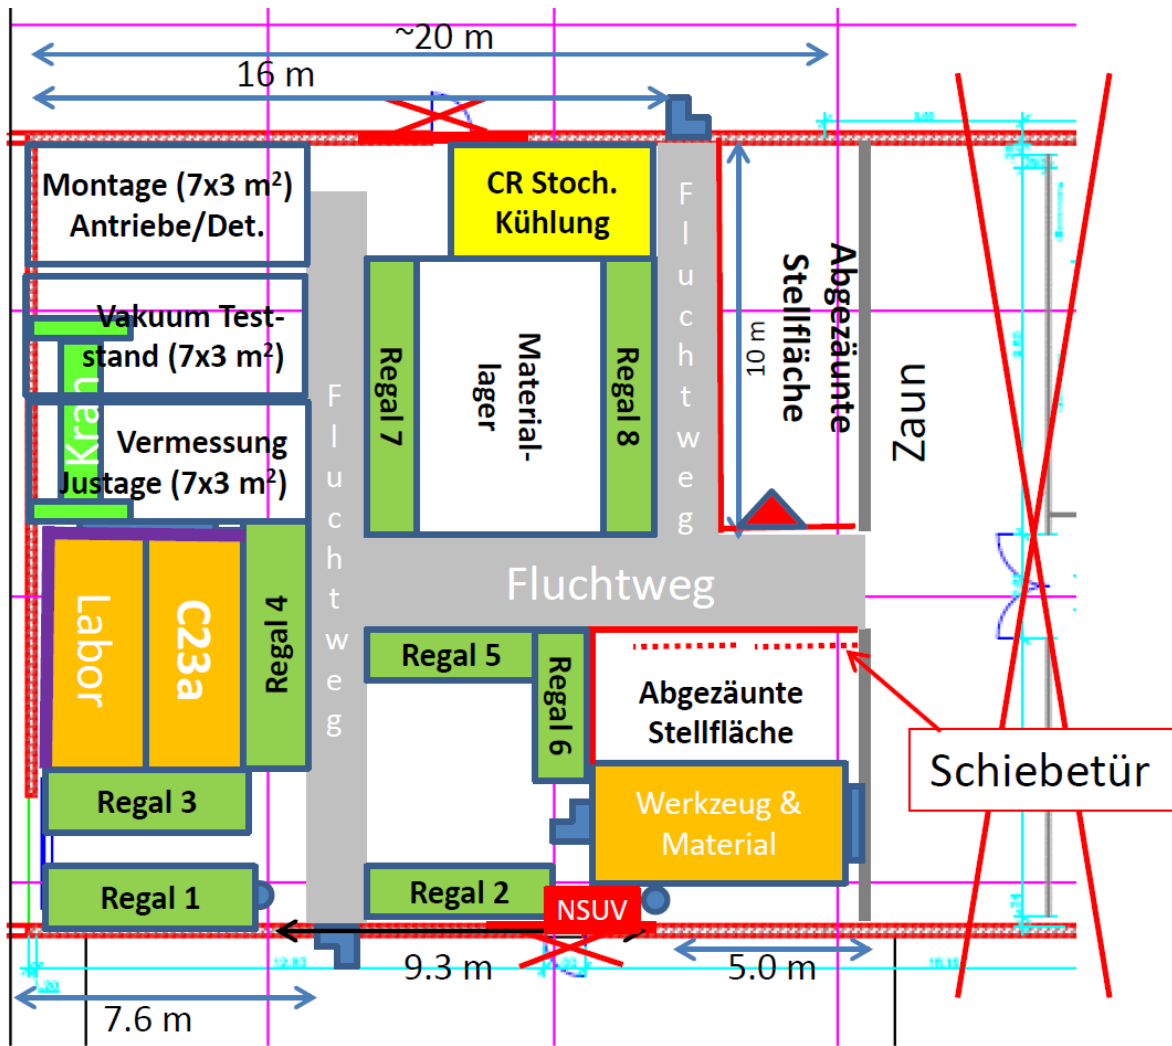 ~20 m
16 m
Montage (7x3 m²)
Antriebe/Det.
CR Stoch.
Kühlung
Fluchtweg
Abgezäunte
Stellfläche
10 m
Vakuum Test-
stand (7x3 m²)
Kran
Vermessung
Justage (7x3 m²)
Regal 7
Material-
lager
Regal 8
Zaun
Fluchtweg
Fluchtweg
Labor
C23a
Regal 4
Regal 5
Regal 6
Abgezäunte
Stellfläche
Schiebetür
Regal 3
Werkzeug &
Material
Regal 1
Regal 2
NSUV
9.3 m
5.0 m
7.6 m